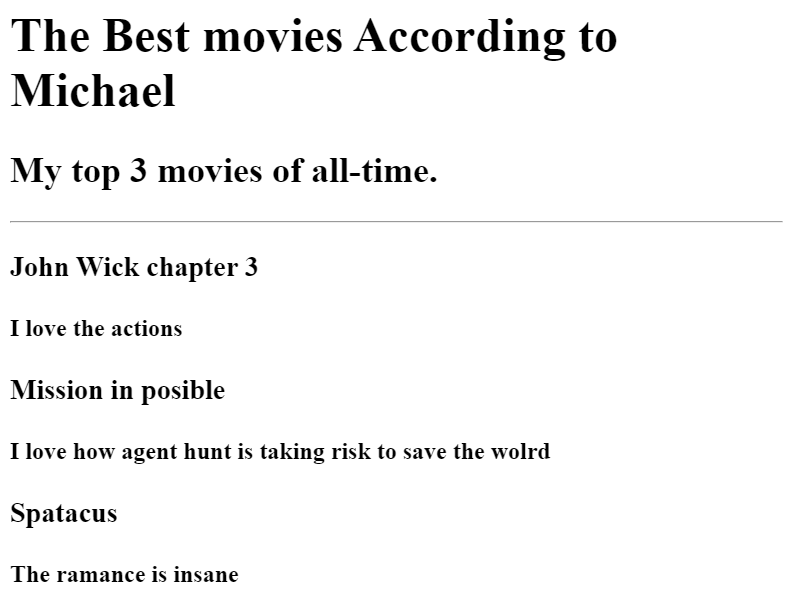 The Best movies According to
Michael
My top 3 movies of all-time.
John Wick chapter 3
I love the actions
Mission in posible
I love how agent hunt is taking risk to save the wolrd
Spatacus
The ramance is insane